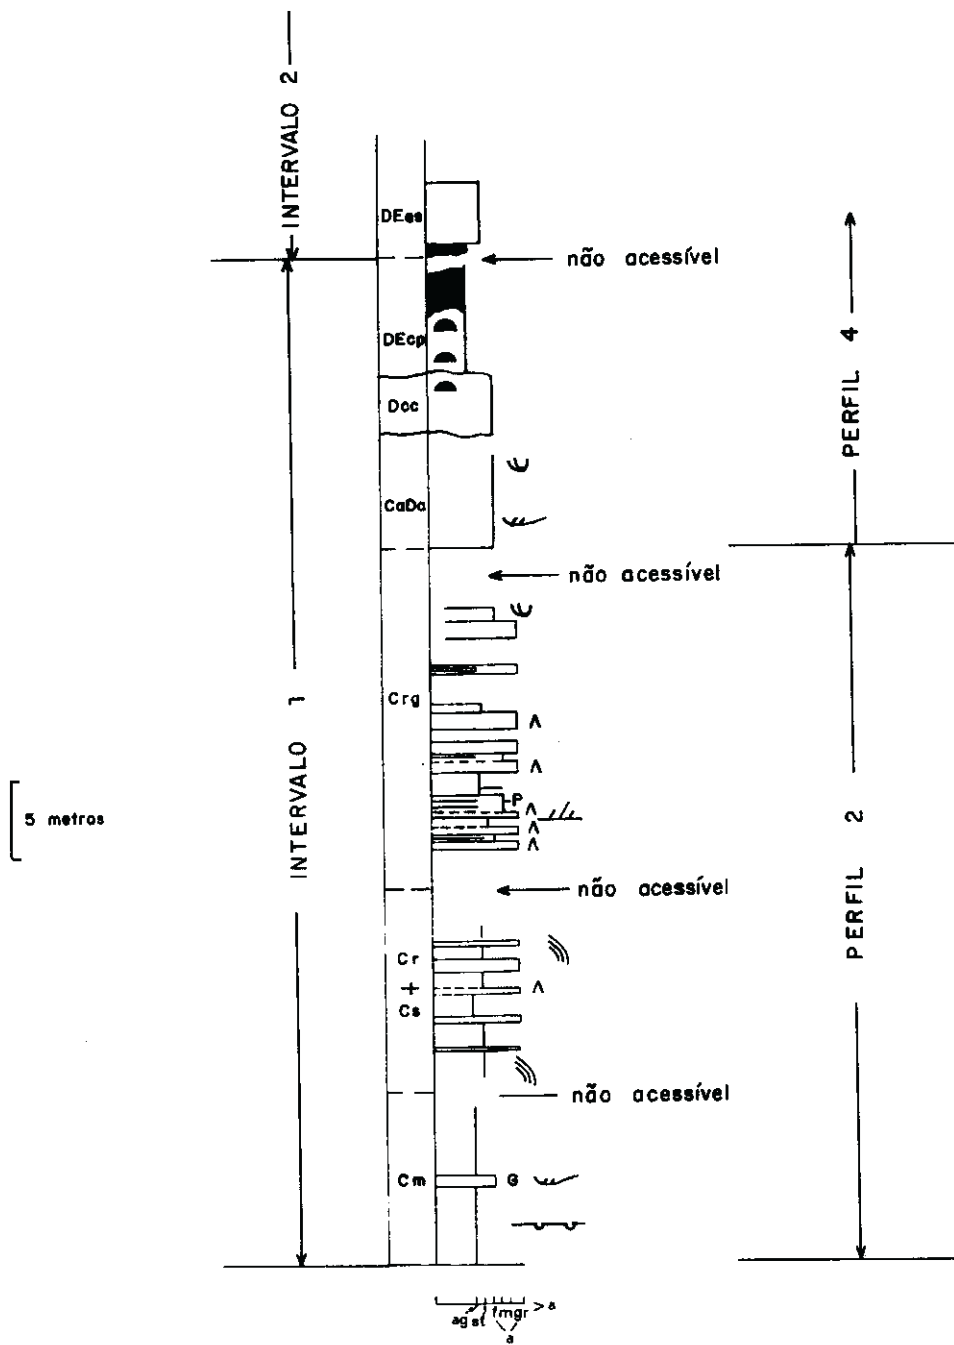 INTERVALO 2
DEes
não acessível
DEcp
Dcc
CaDa
PERFIL 4
não acessível
Crg
Λ
Λ
P
Λ
Λ
Λ
5 metros
INTERVALO 1
PERFIL 2
não acessível
Cr
+
Cs
Λ
não acessível
Cm
G
ag st f m gr > a
a